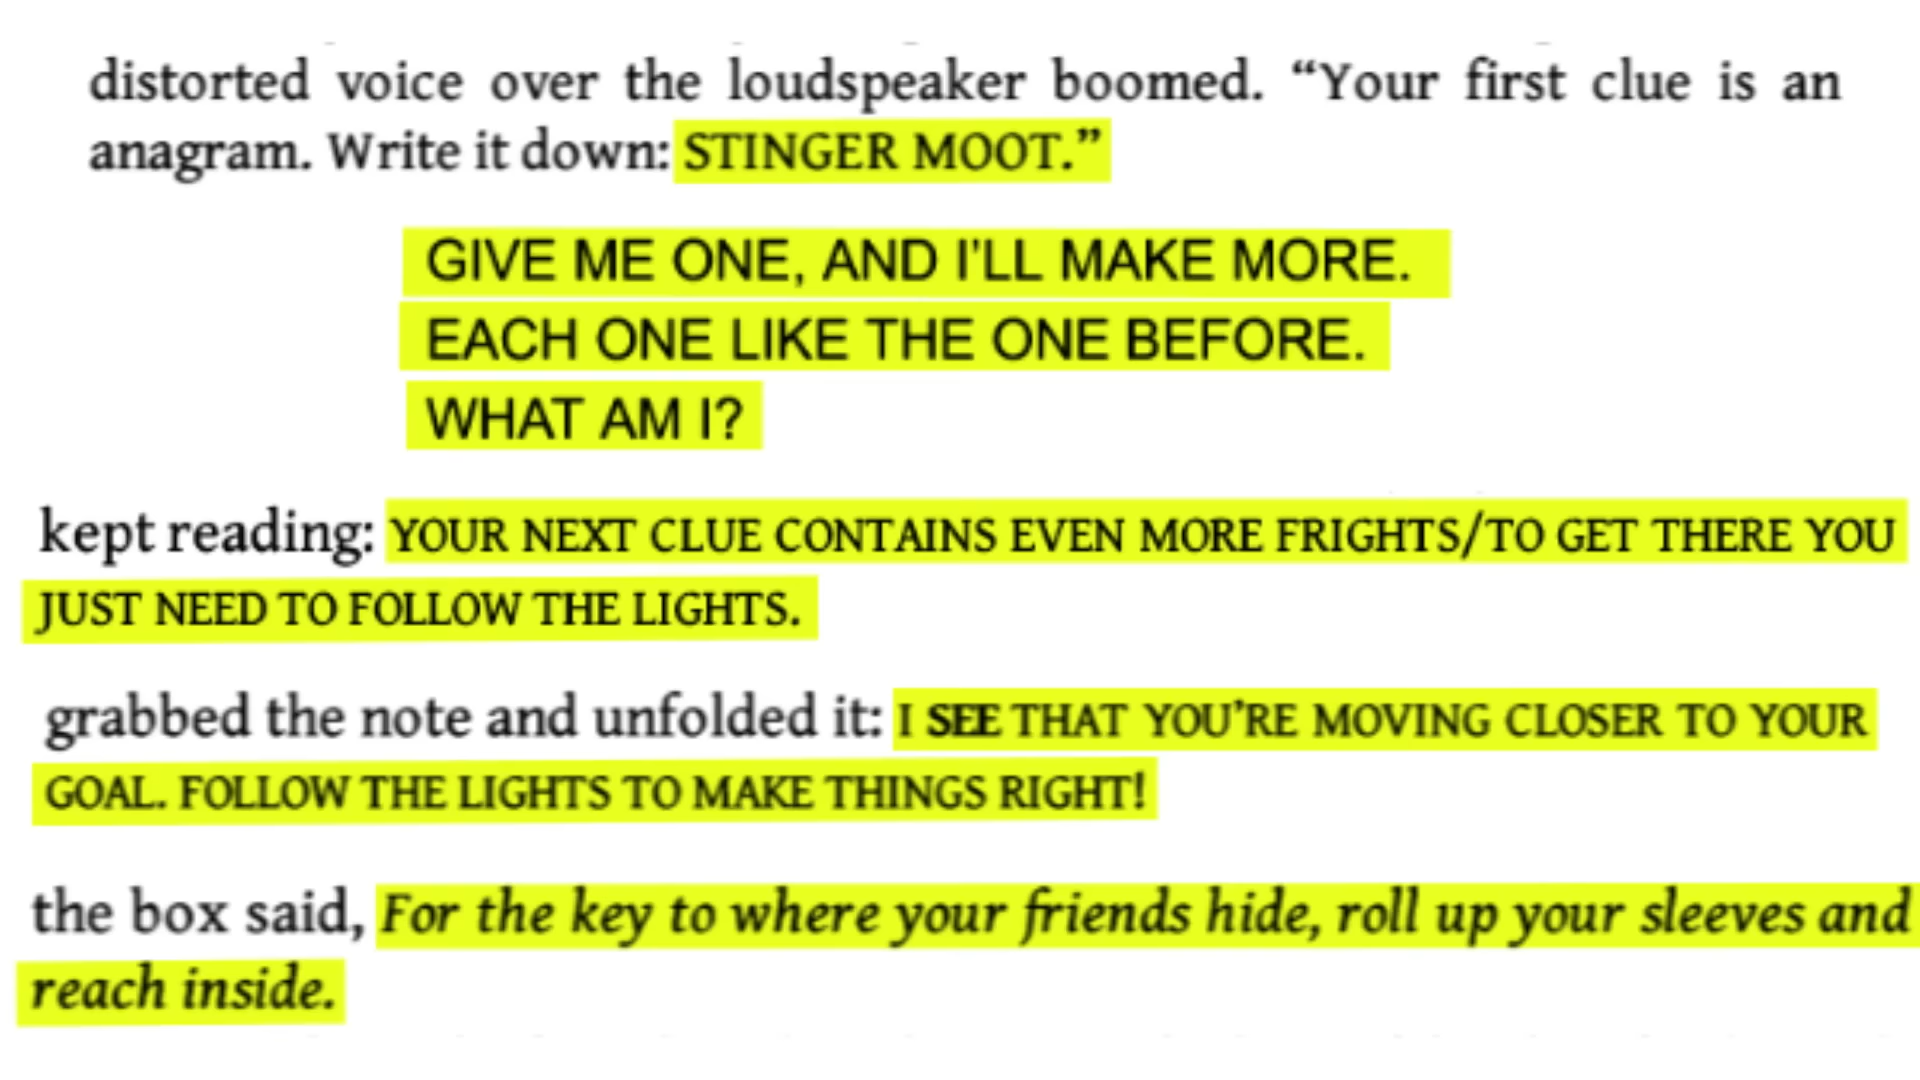 distorted voice over the loudspeaker boomed. “Your first clue is an
anagram. Write it down: STINGER MOOT.”
GIVE ME ONE, AND I’LL MAKE MORE.
EACH ONE LIKE THE ONE BEFORE.
WHAT AM I?
kept reading: YOUR NEXT CLUE CONTAINS EVEN MORE FRIGHTS/TO GET THERE YOU
JUST NEED TO FOLLOW THE LIGHTS.
grabbed the note and unfolded it: I SEE THAT YOU’RE MOVING CLOSER TO YOUR
GOAL. FOLLOW THE LIGHTS TO MAKE THINGS RIGHT!
the box said, For the key to where your friends hide, roll up your sleeves and
reach inside.